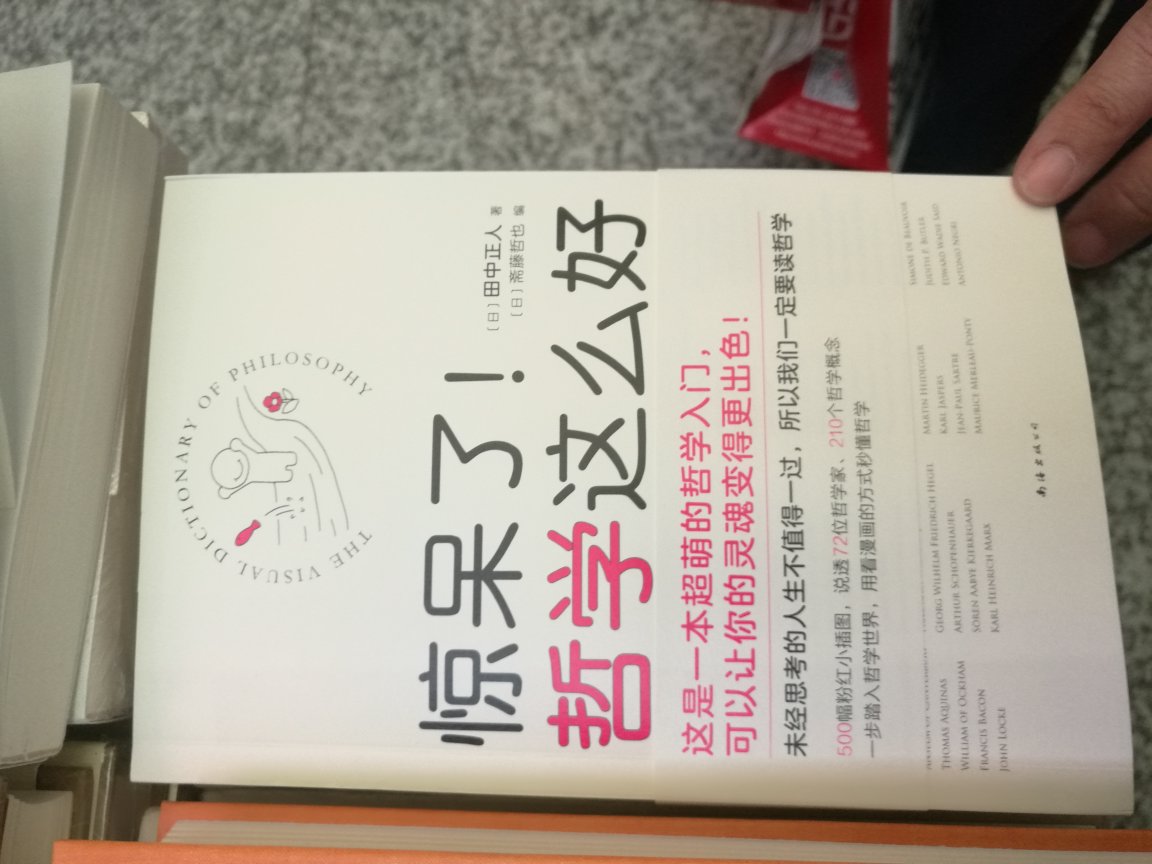 THE VISUAL DICTIONARY OF PHILOSOPHY
[日]田中正人 著
[日]斋藤哲也 编
惊呆了！
哲学这么好
这是一本超萌的哲学入门，
可以让你的灵魂变得更出色！
未经思考的人生不值得一过，所以我们一定要读哲学
500幅粉红小插图，说透72位哲学家、210个哲学概念
一步踏入哲学世界，用看漫画的方式秒懂哲学
THOMAS AQUINAS
WILLIAM OF OCKHAM
FRANCIS BACON
JOHN LOCKE
GEORG WILHELM FRIEDRICH HEGEL
ARTHUR SCHOPENHAUER
SÖREN AABYE KIERKEGAARD
KARL HEINRICH MARX
MARTIN HEIDEGGER
KARL JASPERS
JEAN-PAUL SARTRE
MAURICE MERLEAU-PONTY
SIMONE DE BEAUVOIR
JUDITH P. BUTLER
EDWARD WADIE SAID
ANTONIO NEGRI
南海出版公司